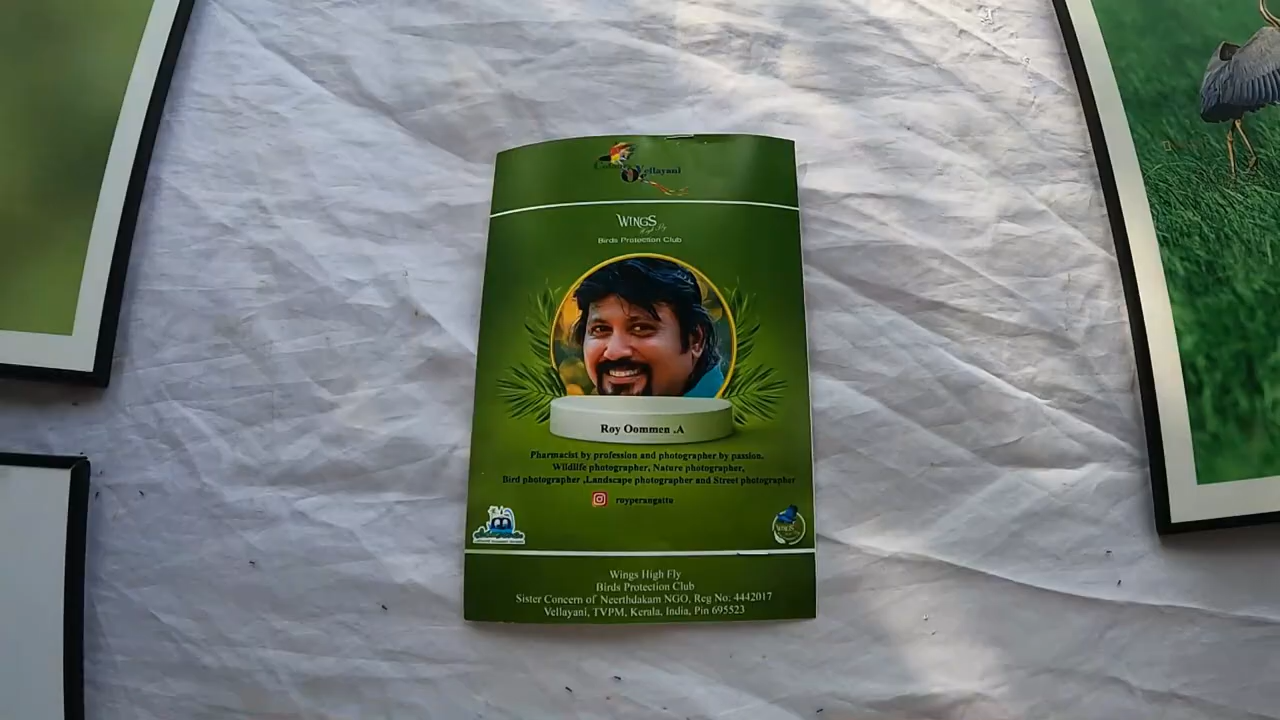 Vellayani
WINGS
High Fly
Birds Protection Club
Roy Oommen .A
Pharmacist by profession and photographer by passion.
Wildlife photographer, Nature photographer,
Bird photographer ,Landscape photographer and Street photographer
royperangattu
Wings High Fly
Birds Protection Club
Sister Concern of Neerthdakam NGO, Reg No: 4442017
Vellayani, TVPM, Kerala, India, Pin 695523